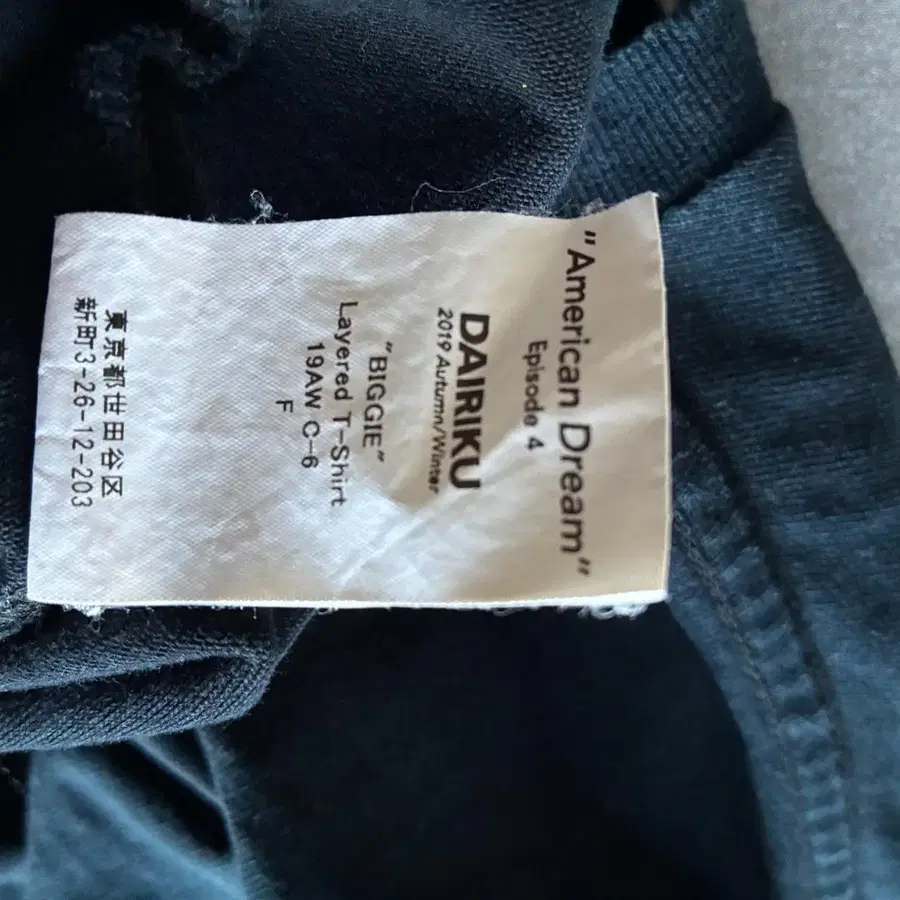 "American Dream"
Episode 4
DAIRIKU
2019 Autumn/Winter
"BIGGIE"
Layered T-Shirt
19AW C-6
F
東京都世田谷区
新町3-26-12-203